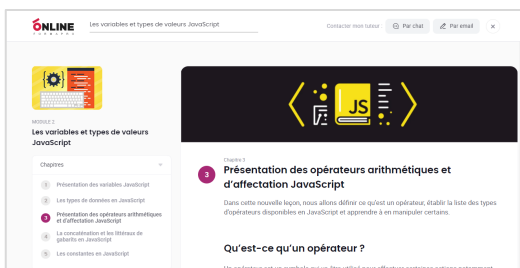 ONLINE
FORMAPRO
Les variables et types de valeurs JavaScript
Contacter mon tuteur :
Par chat
Par email
MODULE 2
Les variables et types de valeurs
JavaScript
Chapitres
1 Présentation des variables JavaScript
2 Les types de données en JavaScript
3 Présentation des opérateurs arithmétiques
et d'affectation JavaScript
4 La concaténation et les littéraux de
gabarits en JavaScript
5 Les constantes en JavaScript
JS
Chapitre 3
3 Présentation des opérateurs arithmétiques et
d'affectation JavaScript
Dans cette nouvelle leçon, nous allons définir ce qu'est un opérateur, établir la liste des types
d'opérateurs disponibles en JavaScript et apprendre à en manipuler certains.
Qu'est-ce qu'un opérateur ?